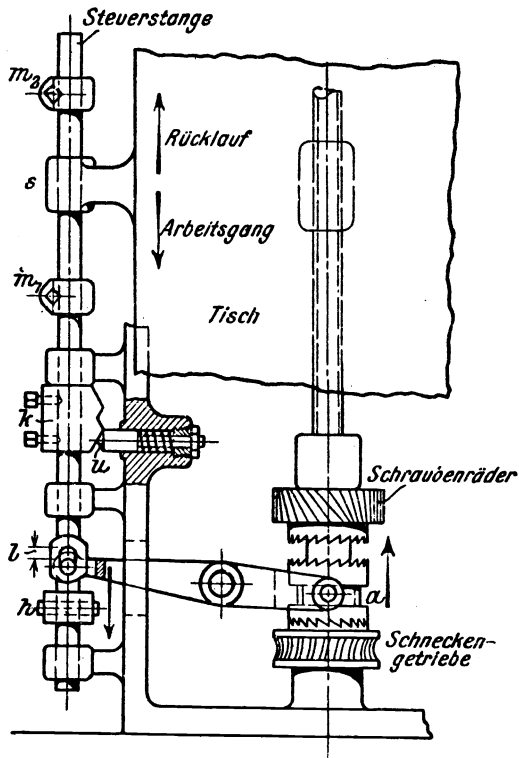 Steuerstange
m₂
s
Rücklauf
Arbeitsgang
m₁
Tisch
k
u
Schraubenräder
l
a
h
Schnecken-
getriebe